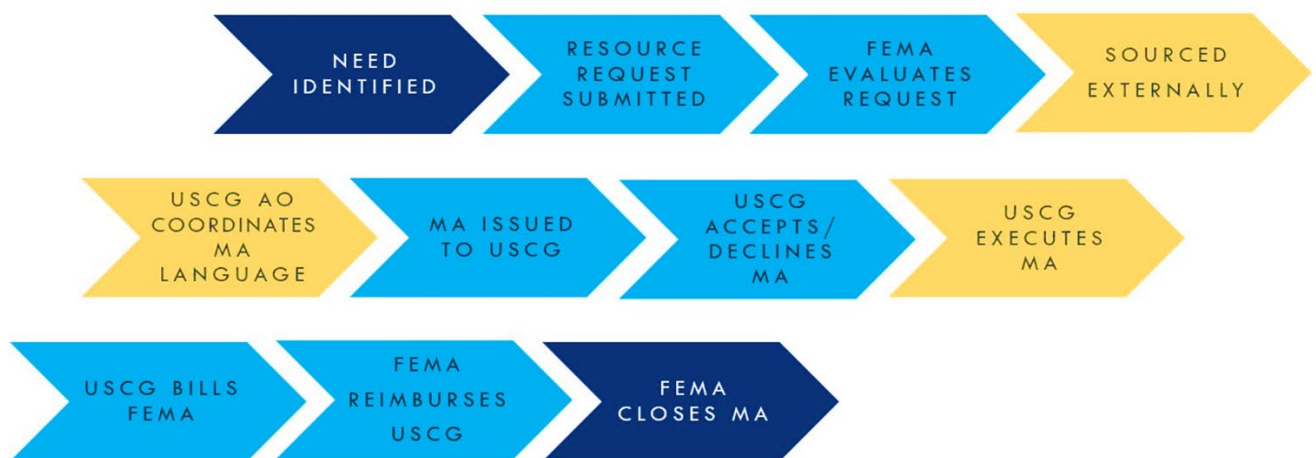 NEED
IDENTIFIED
RESOURCE
REQUEST
SUBMITTED
FEMA
EVALUATES
REQUEST
SOURCED
EXTERNALLY
USCG AO
COORDINATES
MA
LANGUAGE
MA ISSUED
TO USCG
USCG
ACCEPTS/
DECLINES
MA
USCG
EXECUTES
MA
USCG BILLS
FEMA
FEMA
REIMBURSES
USCG
FEMA
CLOSES MA